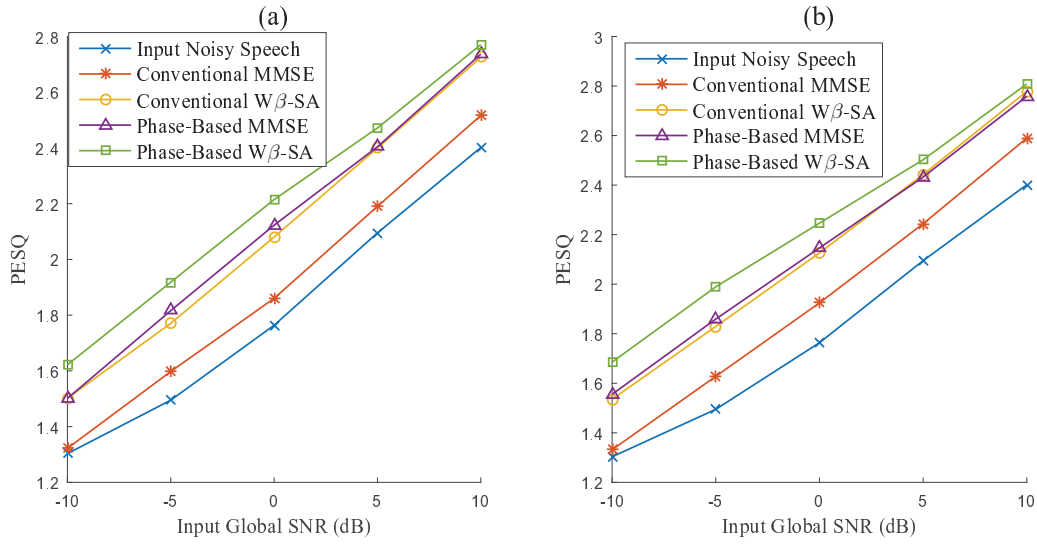 (a)
2.8
2.6
2.4
2.2
2
1.8
1.6
1.4
1.2
-10
-5
0
5
10
PESQ
Input Global SNR (dB)
Input Noisy Speech
Conventional MMSE
Conventional Wβ-SA
Phase-Based MMSE
Phase-Based Wβ-SA
(b)
3
2.8
2.6
2.4
2.2
2
1.8
1.6
1.4
1.2
-10
-5
0
5
10
PESQ
Input Global SNR (dB)
Input Noisy Speech
Conventional MMSE
Conventional Wβ-SA
Phase-Based MMSE
Phase-Based Wβ-SA